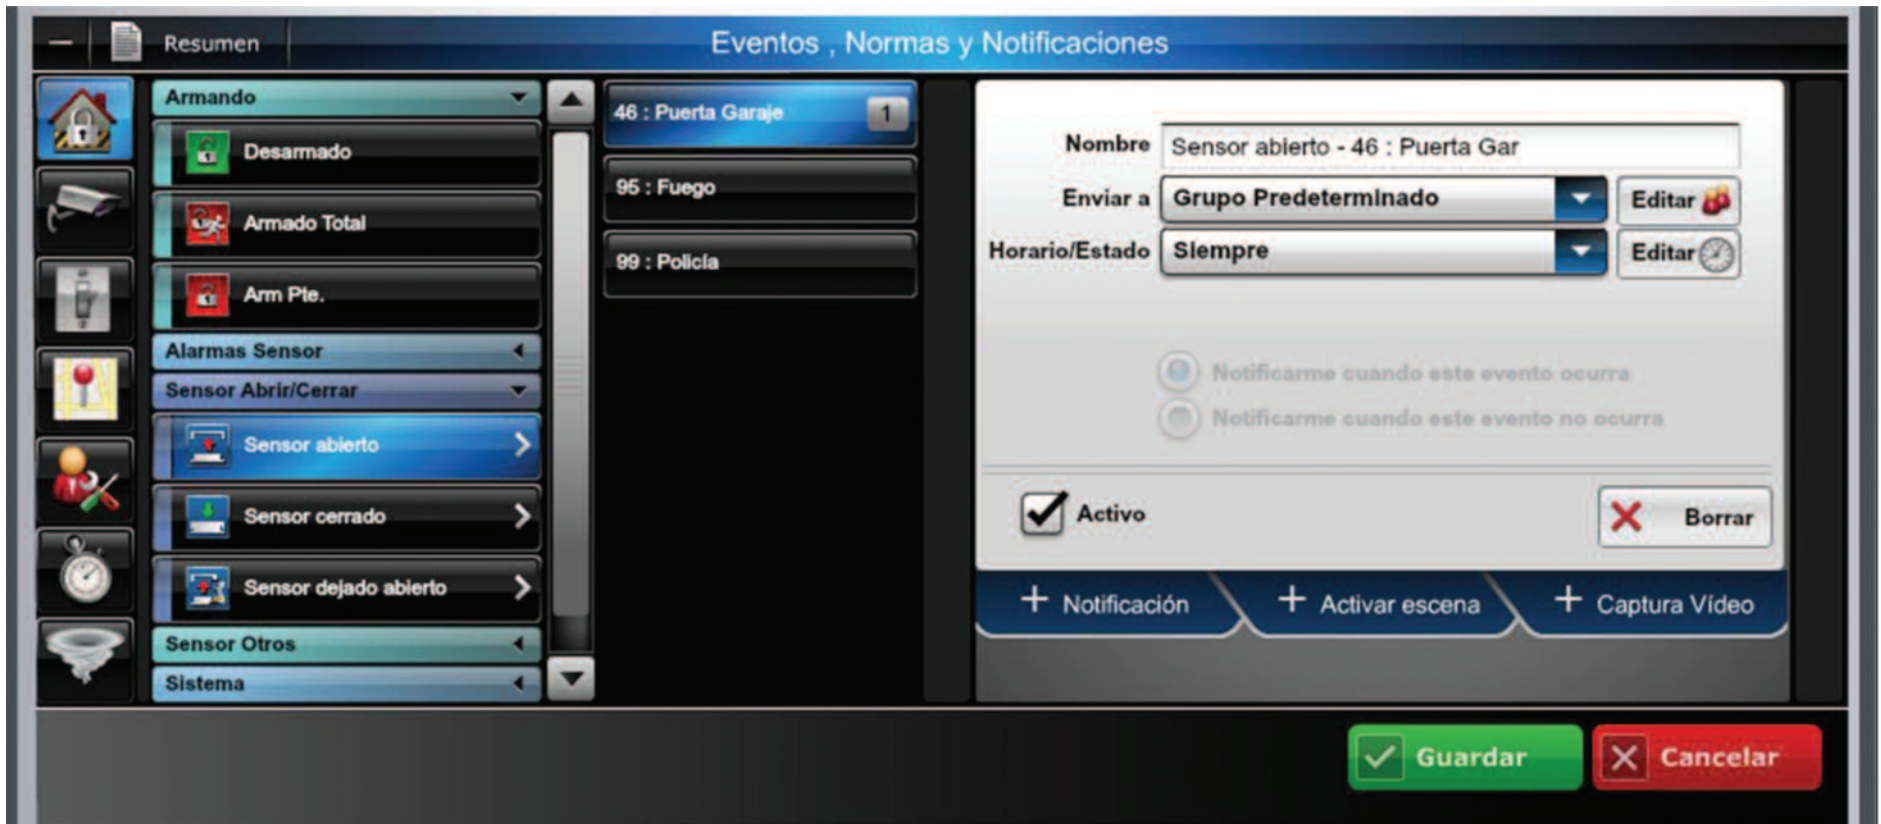 Resumen
Eventos , Normas y Notificaciones
Armando
Desarmado
Armado Total
Arm Pte.
Alarmas Sensor
Sensor Abrir/Cerrar
Sensor abierto
Sensor cerrado
Sensor dejado abierto
Sensor Otros
Sistema
46 : Puerta Garaje 1
95 : Fuego
99 : Policía
Nombre Sensor abierto - 46 : Puerta Gar
Enviar a Grupo Predeterminado Editar
Horario/Estado Siempre Editar
Notificarme cuando este evento ocurra
Notificarme cuando este evento no ocurra
Activo
Borrar
+ Notificación + Activar escena + Captura Vídeo
Guardar Cancelar